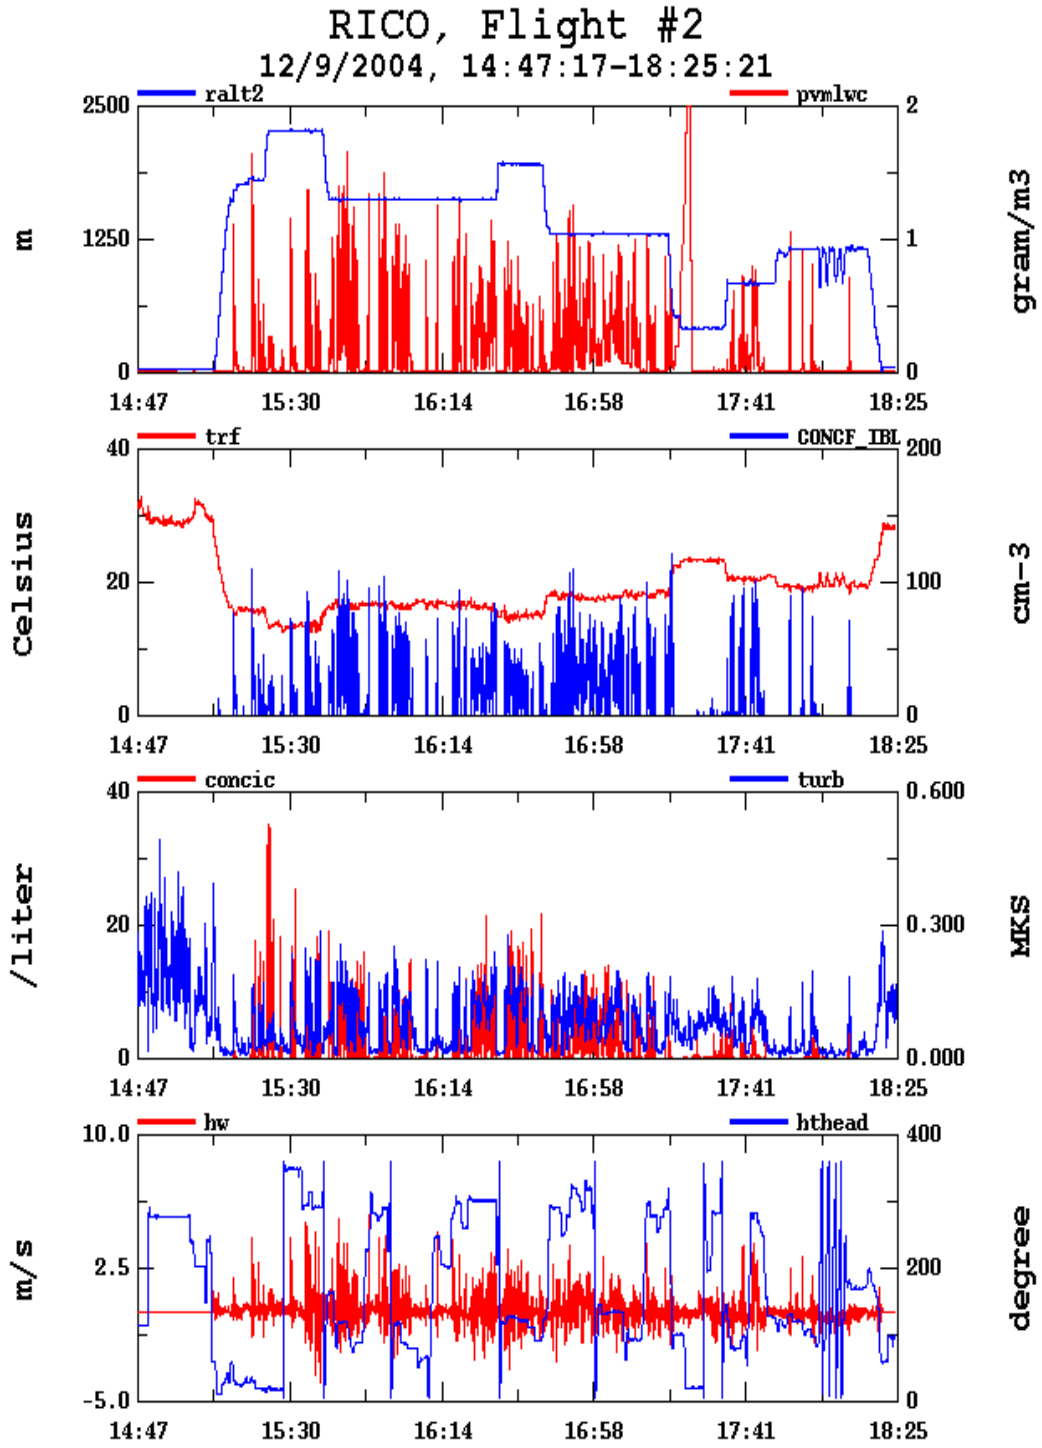 RICO, Flight #2
12/9/2004, 14:47:17-18:25:21
ralt2 pvmlwc
2500 2
m 1250 1 gram/m3
0 0
14:47 15:30 16:14 16:58 17:41 18:25
trf CONCF_IBL
40 200
Celsius 20 100 cm-3
0 0
14:47 15:30 16:14 16:58 17:41 18:25
concic turb
40 0.600
/liter 20 0.300 MKS
0 0.000
14:47 15:30 16:14 16:58 17:41 18:25
hw hthead
10.0 400
m/s 2.5 200 degree
-5.0 0
14:47 15:30 16:14 16:58 17:41 18:25